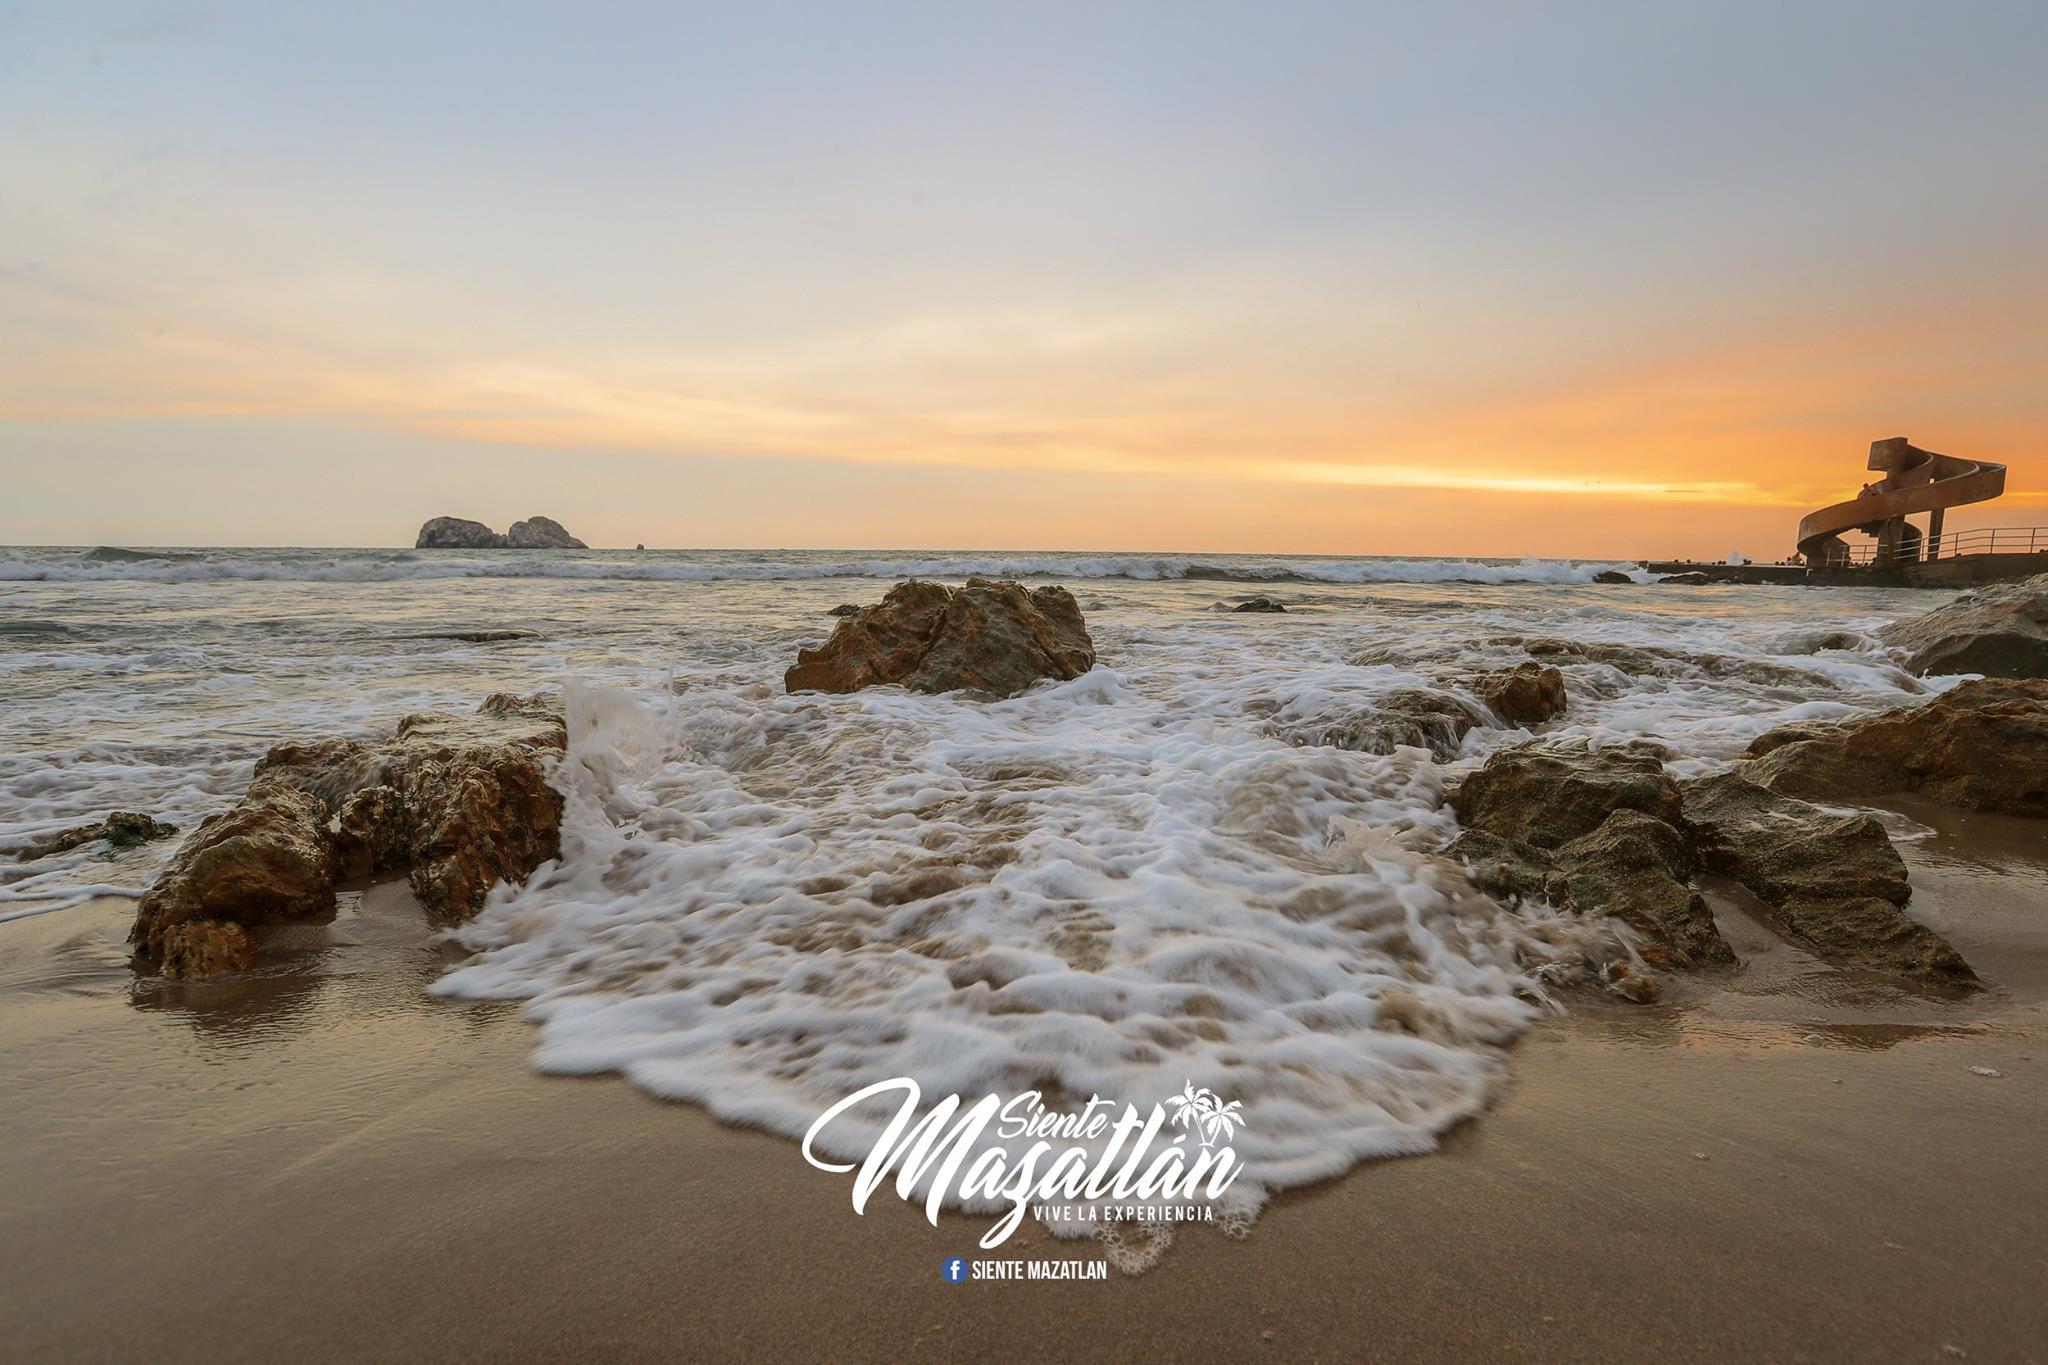 Siente
Mazatlán
VIVE LA EXPERIENCIA
f SIENTE MAZATLAN